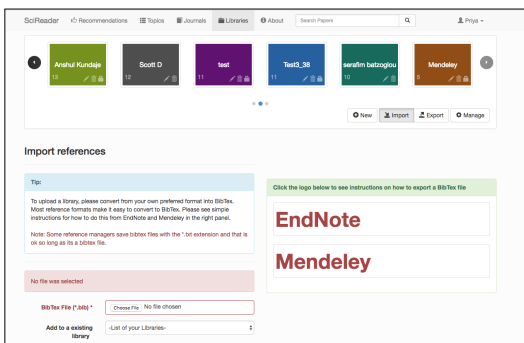 SciReader Recommendations Topics Journals Libraries About Search Papers Priya
Anshul Kundaje Scott D test Test3_38 serafim batzoglou Mendeley
13 12 11 11 10 5
New Import Export Manage
Import references
Tip:
To upload a library, please convert from your own preferred format into BibTex.
Most reference formats make it easy to convert to BibTex. Please see simple
instructions for how to do this from EndNote and Mendeley in the right panel.
Note: Some reference managers save bibtex files with the *.txt extension and that is
ok so long as its a bibtex file.
Click the logo below to see instructions on how to export a BibTex file
EndNote
Mendeley
No file was selected
BibTex File (*.bib) * Choose File No file chosen
Add to a existing -List of your Libraries-
library